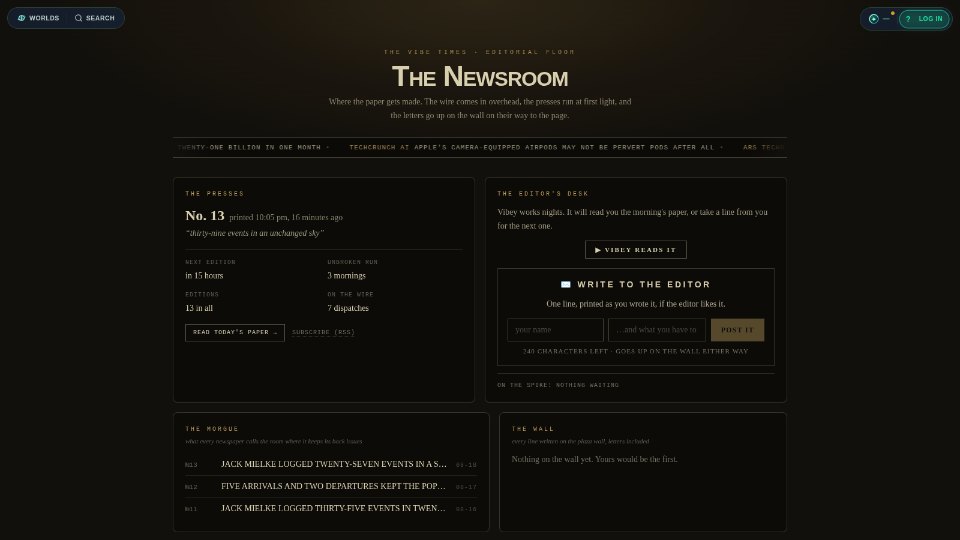 WORLDS
SEARCH
? LOG IN
THE VIBE TIMES · EDITORIAL FLOOR
THE NEWSROOM
Where the paper gets made. The wire comes in overhead, the presses run at first light, and
the letters go up on the wall on their way to the page.
TWENTY-ONE BILLION IN ONE MONTH · TECHCRUNCH AI APPLE'S CAMERA-EQUIPPED AIRPODS MAY NOT BE PERVERT PODS AFTER ALL · ARS TECHN
THE PRESSES
No. 13 printed 10:05 pm, 16 minutes ago
“thirty-nine events in an unchanged sky”
NEXT EDITION
in 15 hours
UNBROKEN RUN
3 mornings
EDITIONS
13 in all
ON THE WIRE
7 dispatches
READ TODAY'S PAPER →
SUBSCRIBE (RSS)
THE EDITOR'S DESK
Vibey works nights. It will read you the morning's paper, or take a line from you
for the next one.
▶ VIBEY READS IT
✉️ WRITE TO THE EDITOR
One line, printed as you wrote it, if the editor likes it.
your name
…and what you have to
POST IT
240 CHARACTERS LEFT · GOES UP ON THE WALL EITHER WAY
ON THE SPIKE: NOTHING WAITING
THE MORGUE
what every newspaper calls the room where it keeps its back issues
№13 JACK MIELKE LOGGED TWENTY-SEVEN EVENTS IN A S…
№12 FIVE ARRIVALS AND TWO DEPARTURES KEPT THE POP…
№11 JACK MIELKE LOGGED THIRTY-FIVE EVENTS IN TWEN…
THE WALL
every line written on the plaza wall, letters included
Nothing on the wall yet. Yours would be the first.